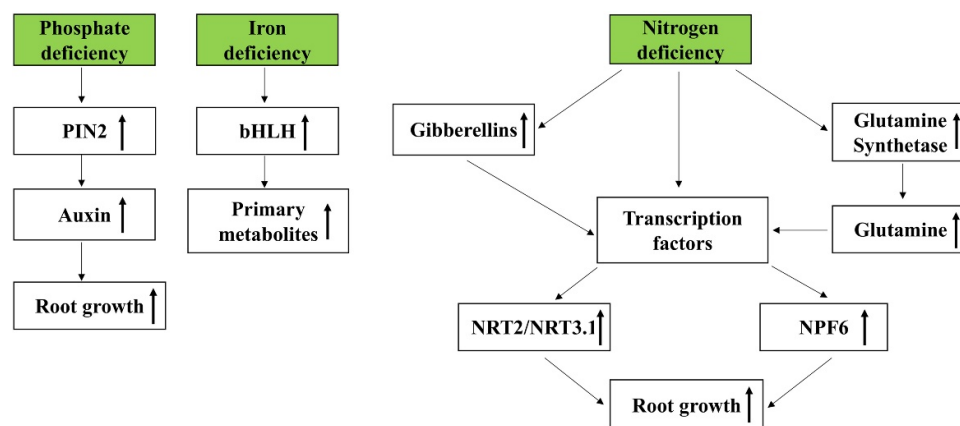 Phosphate
deficiency
PIN2
Auxin
Root growth
Iron
deficiency
bHLH
Primary
metabolites
Nitrogen
deficiency
Gibberellins
Glutamine
Synthetase
Transcription
factors
Glutamine
NRT2/NRT3.1
NPF6
Root growth